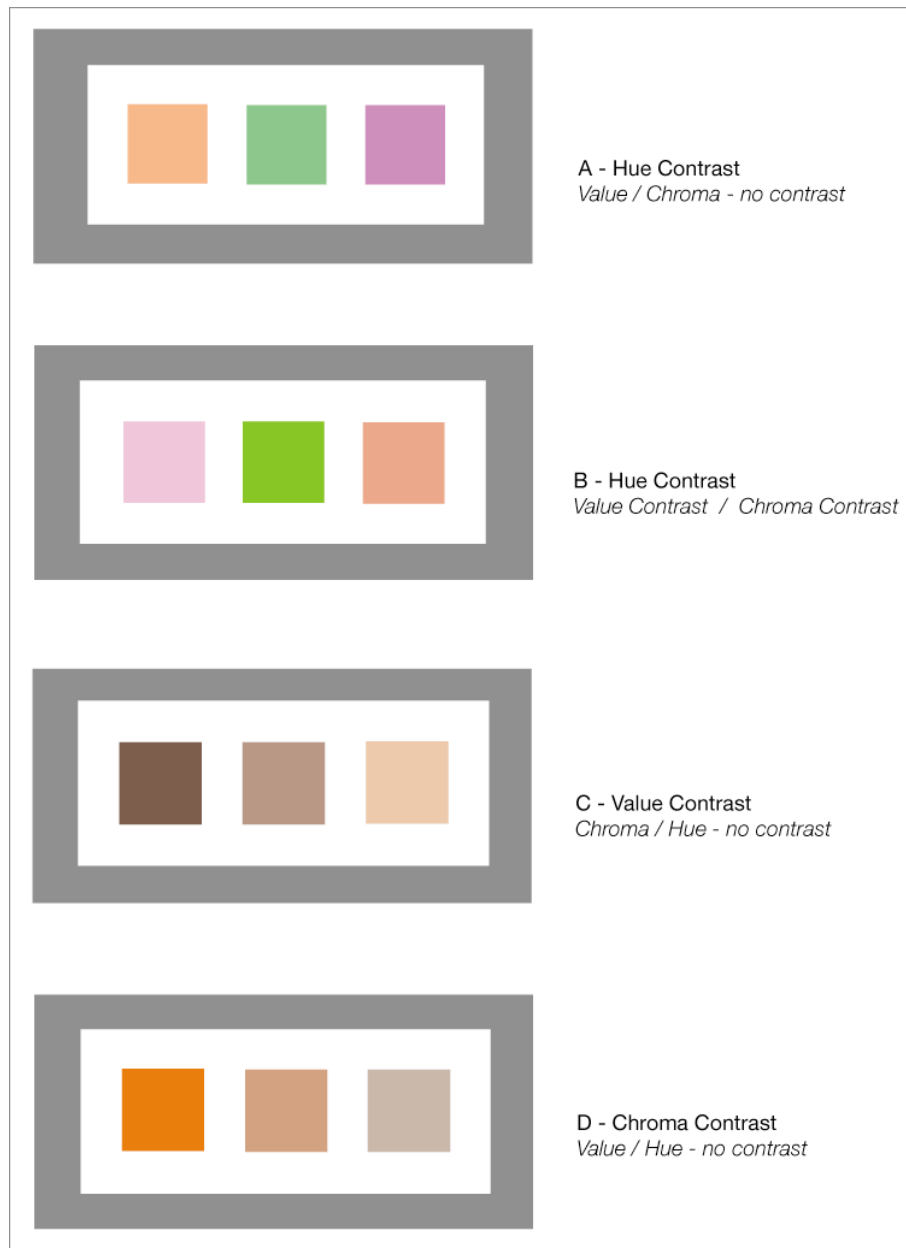 A - Hue Contrast
Value / Chroma - no contrast
B - Hue Contrast
Value Contrast  /  Chroma Contrast
C - Value Contrast
Chroma / Hue - no contrast
D - Chroma Contrast
Value / Hue - no contrast